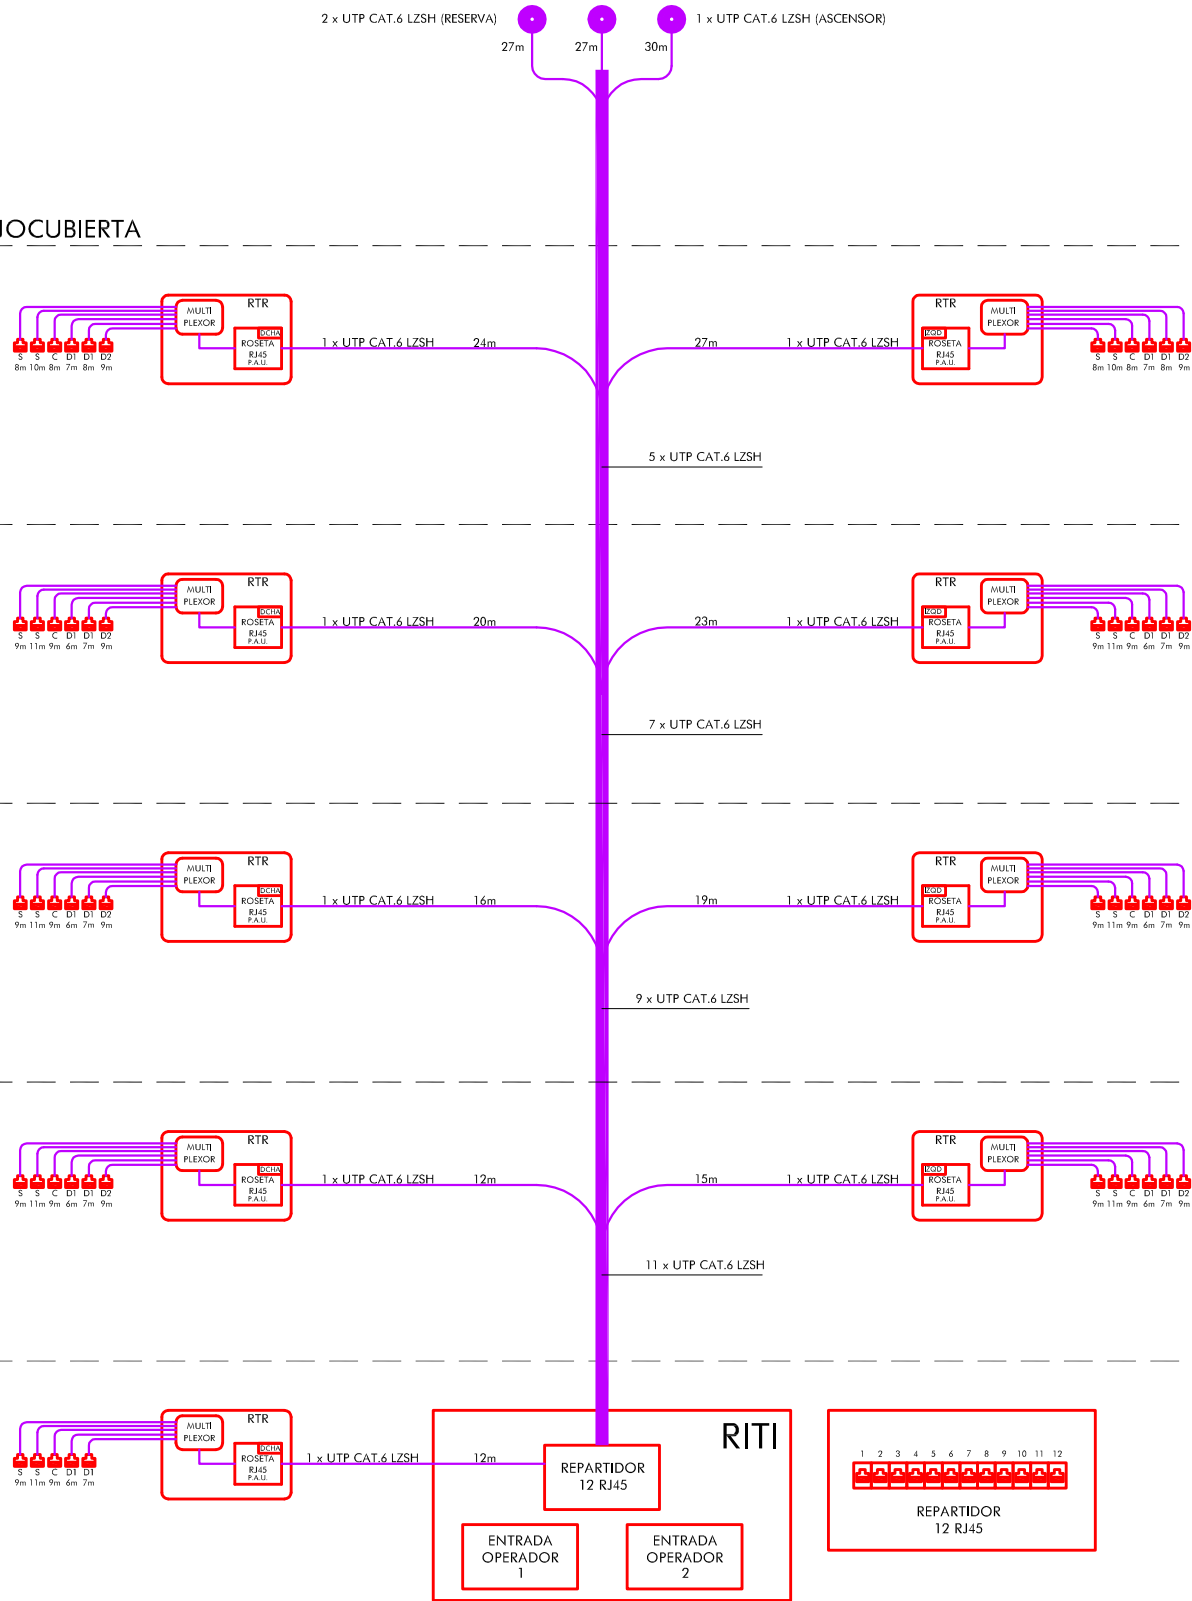 2 x UTP CAT.6 LZSH (RESERVA)
1 x UTP CAT.6 LZSH (ASCENSOR)
27m 27m 30m
JOCUBIERTA
RTR
MULTI
PLEXOR
DCHA
ROSETA
RJ45
P.A.U.
1 x UTP CAT.6 LZSH 24m
S S C D1 D1 D2
8m 10m 8m 7m 8m 9m
27m 1 x UTP CAT.6 LZSH
RTR
MULTI
PLEXOR
IZQD
ROSETA
RJ45
P.A.U.
S S C D1 D1 D2
8m 10m 8m 7m 8m 9m
5 x UTP CAT.6 LZSH
RTR
MULTI
PLEXOR
DCHA
ROSETA
RJ45
P.A.U.
1 x UTP CAT.6 LZSH 20m
S S C D1 D1 D2
9m 11m 9m 6m 7m 9m
23m 1 x UTP CAT.6 LZSH
RTR
MULTI
PLEXOR
IZQD
ROSETA
RJ45
P.A.U.
S S C D1 D1 D2
9m 11m 9m 6m 7m 9m
7 x UTP CAT.6 LZSH
RTR
MULTI
PLEXOR
DCHA
ROSETA
RJ45
P.A.U.
1 x UTP CAT.6 LZSH 16m
S S C D1 D1 D2
9m 11m 9m 6m 7m 9m
19m 1 x UTP CAT.6 LZSH
RTR
MULTI
PLEXOR
IZQD
ROSETA
RJ45
P.A.U.
S S C D1 D1 D2
9m 11m 9m 6m 7m 9m
9 x UTP CAT.6 LZSH
RTR
MULTI
PLEXOR
DCHA
ROSETA
RJ45
P.A.U.
1 x UTP CAT.6 LZSH 12m
S S C D1 D1 D2
9m 11m 9m 6m 7m 9m
15m 1 x UTP CAT.6 LZSH
RTR
MULTI
PLEXOR
IZQD
ROSETA
RJ45
P.A.U.
S S C D1 D1 D2
9m 11m 9m 6m 7m 9m
11 x UTP CAT.6 LZSH
RTR
MULTI
PLEXOR
DCHA
ROSETA
RJ45
P.A.U.
1 x UTP CAT.6 LZSH 12m
S S C D1 D1
9m 11m 9m 6m 7m
RITI
REPARTIDOR
12 RJ45
ENTRADA
OPERADOR
1
ENTRADA
OPERADOR
2
1 2 3 4 5 6 7 8 9 10 11 12
REPARTIDOR
12 RJ45